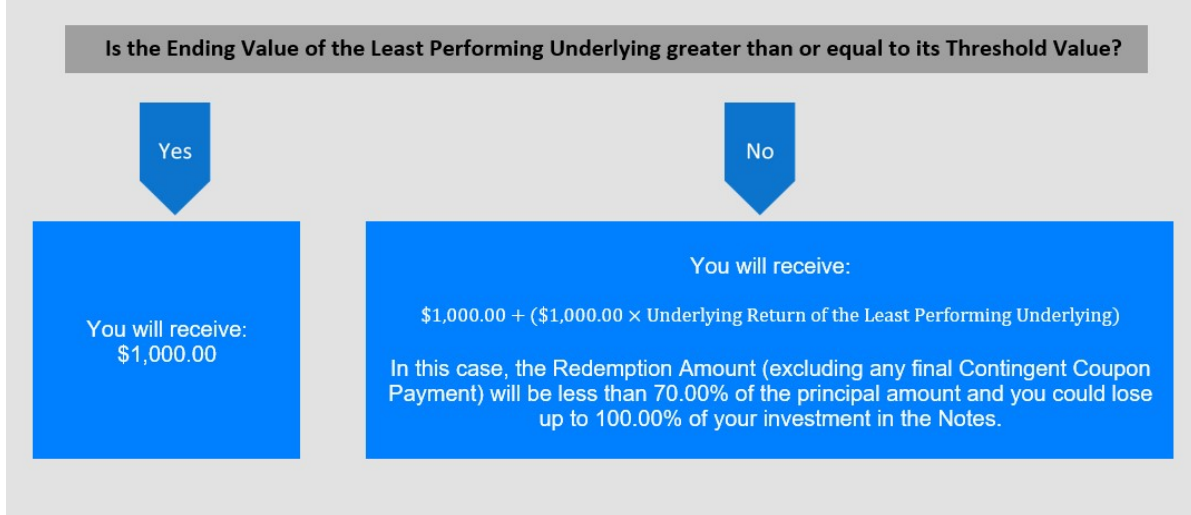 Is the Ending Value of the Least Performing Underlying greater than or equal to its Threshold Value?
Yes
No
You will receive:
$1,000.00
You will receive:
$1,000.00 + ($1,000.00 × Underlying Return of the Least Performing Underlying)
In this case, the Redemption Amount (excluding any final Contingent Coupon
Payment) will be less than 70.00% of the principal amount and you could lose
up to 100.00% of your investment in the Notes.